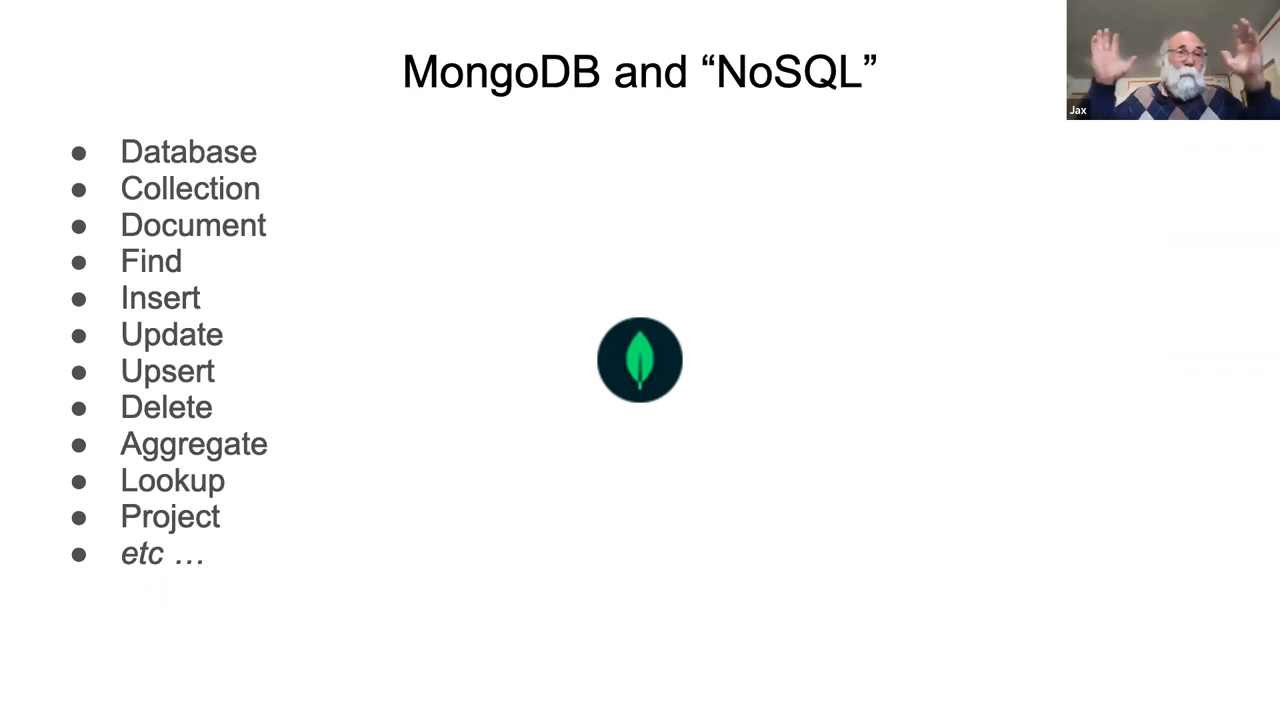 MongoDB and “NoSQL”
Jax
● Database
● Collection
● Document
● Find
● Insert
● Update
● Upsert
● Delete
● Aggregate
● Lookup
● Project
● etc …